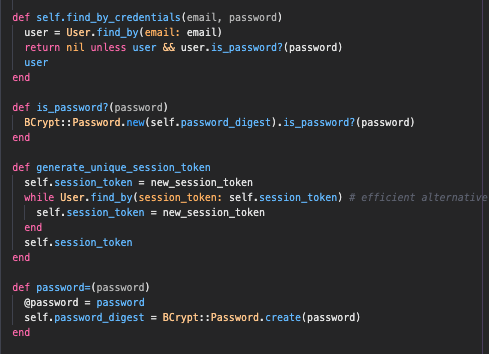 def self.find_by_credentials(email, password)
  user = User.find_by(email: email)
  return nil unless user && user.is_password?(password)
  user
end

def is_password?(password)
  BCrypt::Password.new(self.password_digest).is_password?(password)
end

def generate_unique_session_token
  self.session_token = new_session_token
  while User.find_by(session_token: self.session_token) # efficient alternative
    self.session_token = new_session_token
  end
  self.session_token
end

def password=(password)
  @password = password
  self.password_digest = BCrypt::Password.create(password)
end